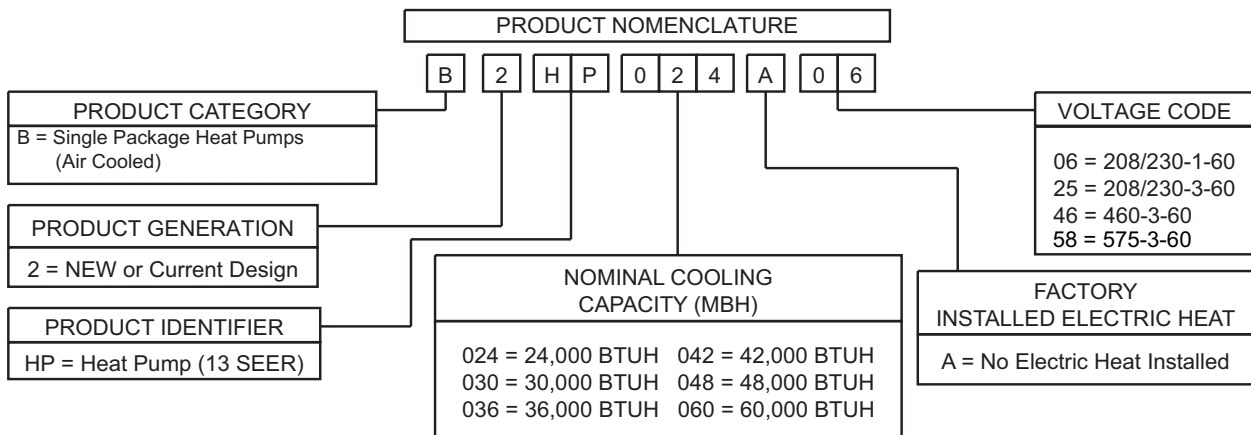 PRODUCT NOMENCLATURE
B 2 H P 0 2 4 A 0 6
PRODUCT CATEGORY
B = Single Package Heat Pumps
(Air Cooled)
PRODUCT GENERATION
2 = NEW or Current Design
PRODUCT IDENTIFIER
HP = Heat Pump (13 SEER)
NOMINAL COOLING
CAPACITY (MBH)
024 = 24,000 BTUH 042 = 42,000 BTUH
030 = 30,000 BTUH 048 = 48,000 BTUH
036 = 36,000 BTUH 060 = 60,000 BTUH
VOLTAGE CODE
06 = 208/230-1-60
25 = 208/230-3-60
46 = 460-3-60
58 = 575-3-60
FACTORY
INSTALLED ELECTRIC HEAT
A = No Electric Heat Installed